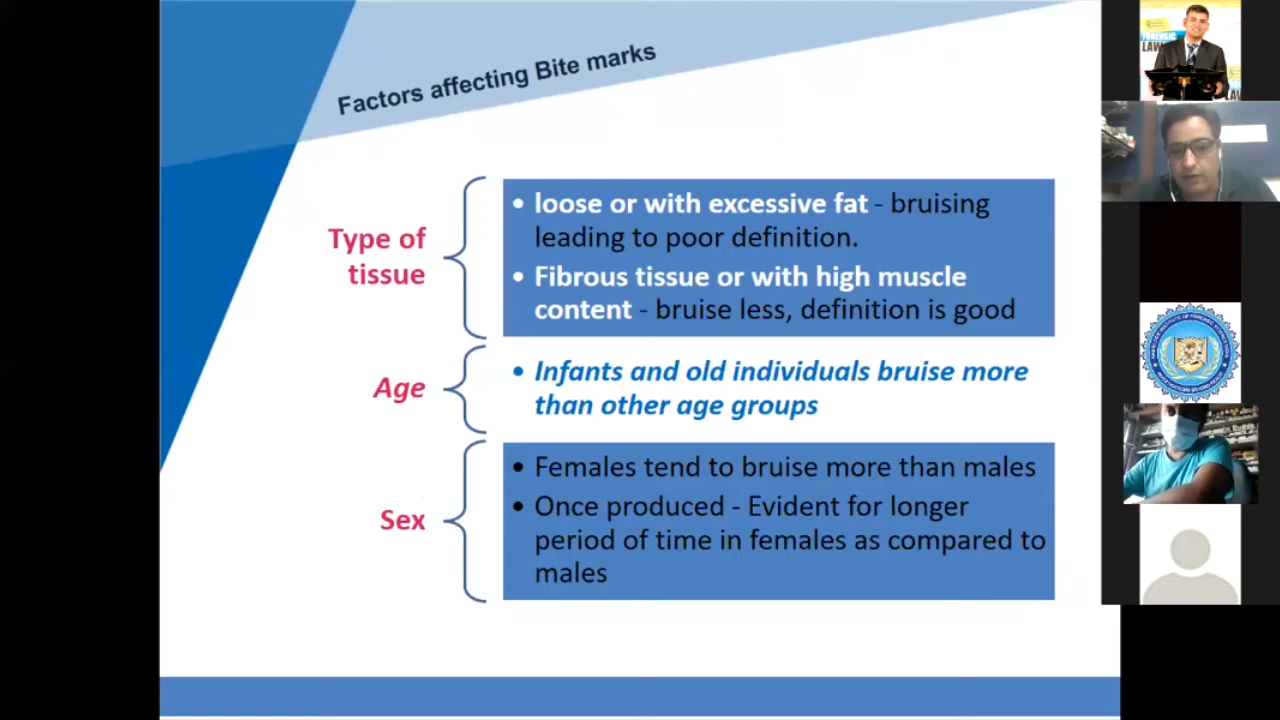 Factors affecting Bite marks
Type of
tissue
• loose or with excessive fat - bruising
leading to poor definition.
• Fibrous tissue or with high muscle
content - bruise less, definition is good
Age
• Infants and old individuals bruise more
than other age groups
Sex
• Females tend to bruise more than males
• Once produced - Evident for longer
period of time in females as compared to
males
FORENSIC
LAW